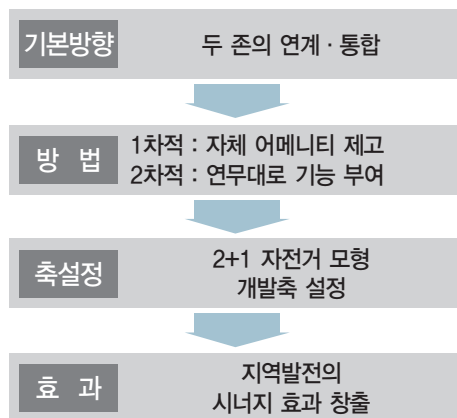 기본방향 두 존의 연계 · 통합
방 법 1차적 : 자체 어메니티 제고
2차적 : 연무대로 기능 부여
축설정 2+1 자전거 모형
개발축 설정
효 과 지역발전의
시너지 효과 창출